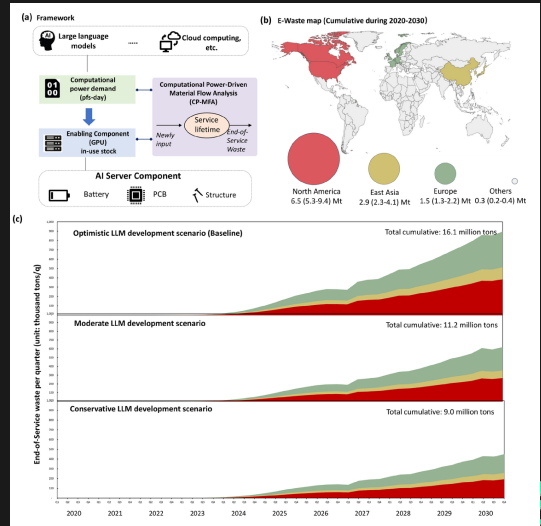 (a) Framework
AI
Large language
models
.....
Cloud computing,
etc.
01
00
Computational
power demand
(pfs-day)
Enabling Component
(GPU)
in-use stock
Computational Power-Driven
Material Flow Analysis
(CP-MFA)
Service
lifetime
Newly
input
End-of-
Service
Waste
AI Server Component
Battery
PCB
Structure
(b) E-Waste map (Cumulative during 2020-2030)
North America
6.5 (5.3-9.4) Mt
East Asia
2.9 (2.3-4.1) Mt
Europe
1.5 (1.3-2.2) Mt
Others
0.3 (0.2-0.4) Mt
(c)
End-of-Service waste per quarter (unit: thousand tons/q)
Optimistic LLM development scenario (Baseline)
Total cumulative: 16.1 million tons
Moderate LLM development scenario
Total cumulative: 11.2 million tons
Conservative LLM development scenario
Total cumulative: 9.0 million tons
2020 2021 2022 2023 2024 2025 2026 2027 2028 2029 2030